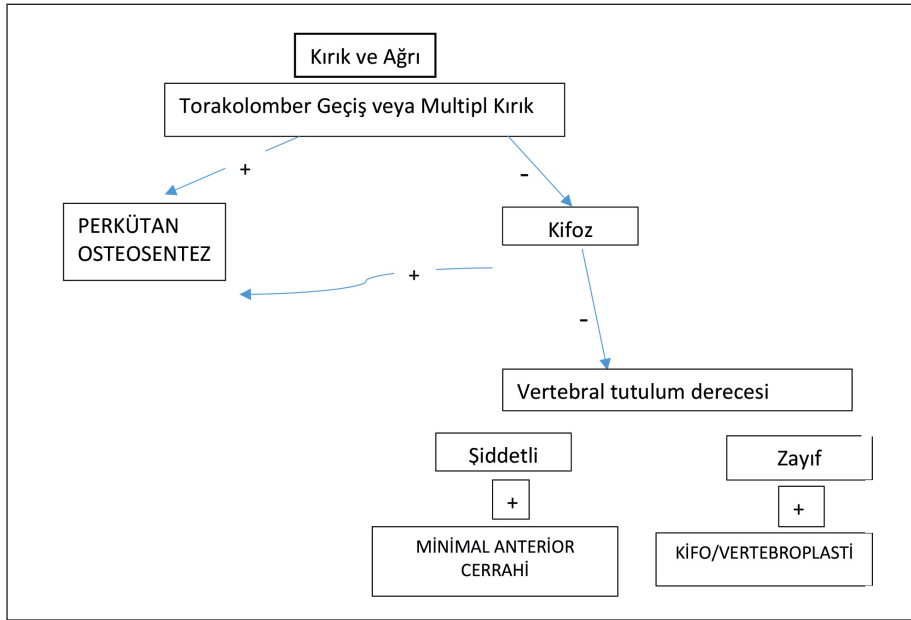 Kırık ve Ağrı
Torakolomber Geçiş veya Multipl Kırık
+
-
PERKÜTAN
OSTEOSENTEZ
Kifoz
+
-
Vertebral tutulum derecesi
Şiddetli
Zayıf
+
+
MİNİMAL ANTERİOR
CERRAHİ
KİFO/VERTEBROPLASTİ